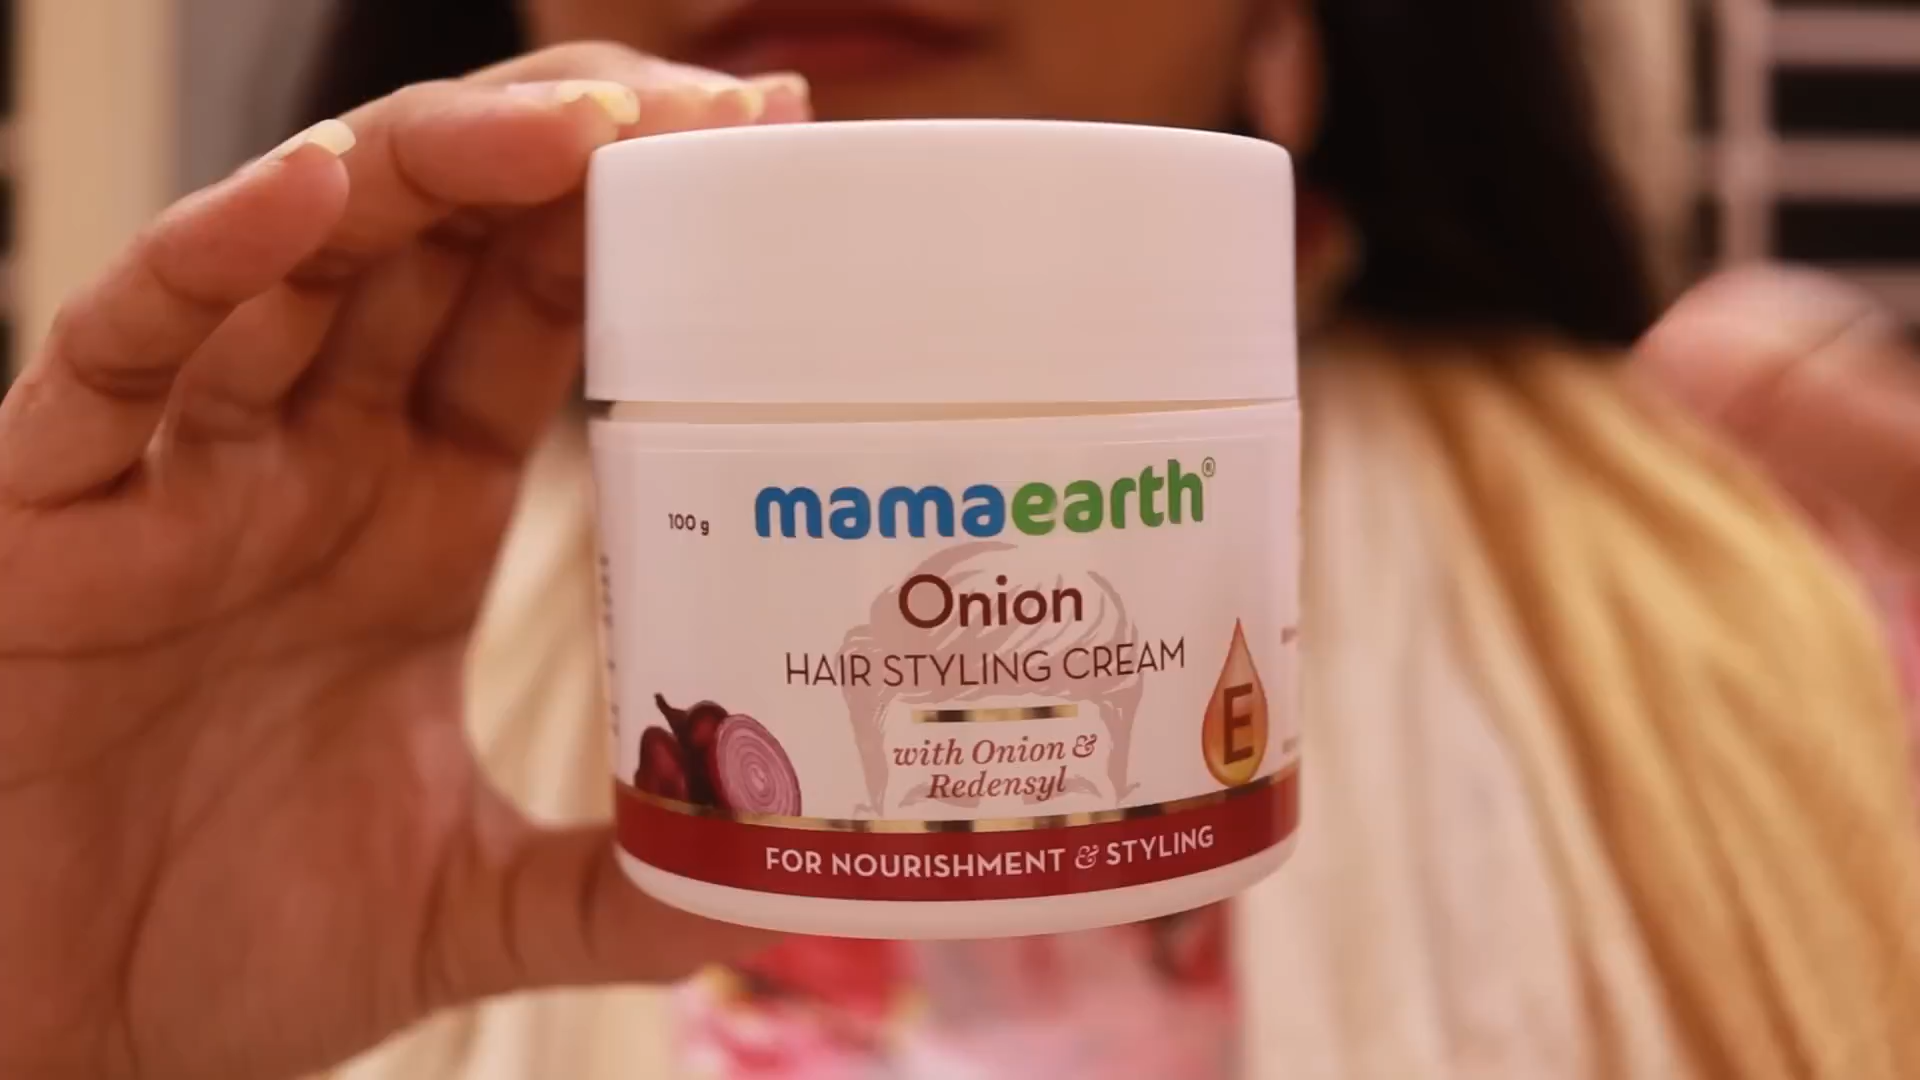 mamaearth®
100 g
Onion
HAIR STYLING CREAM
with Onion &
Redensyl
E
FOR NOURISHMENT & STYLING